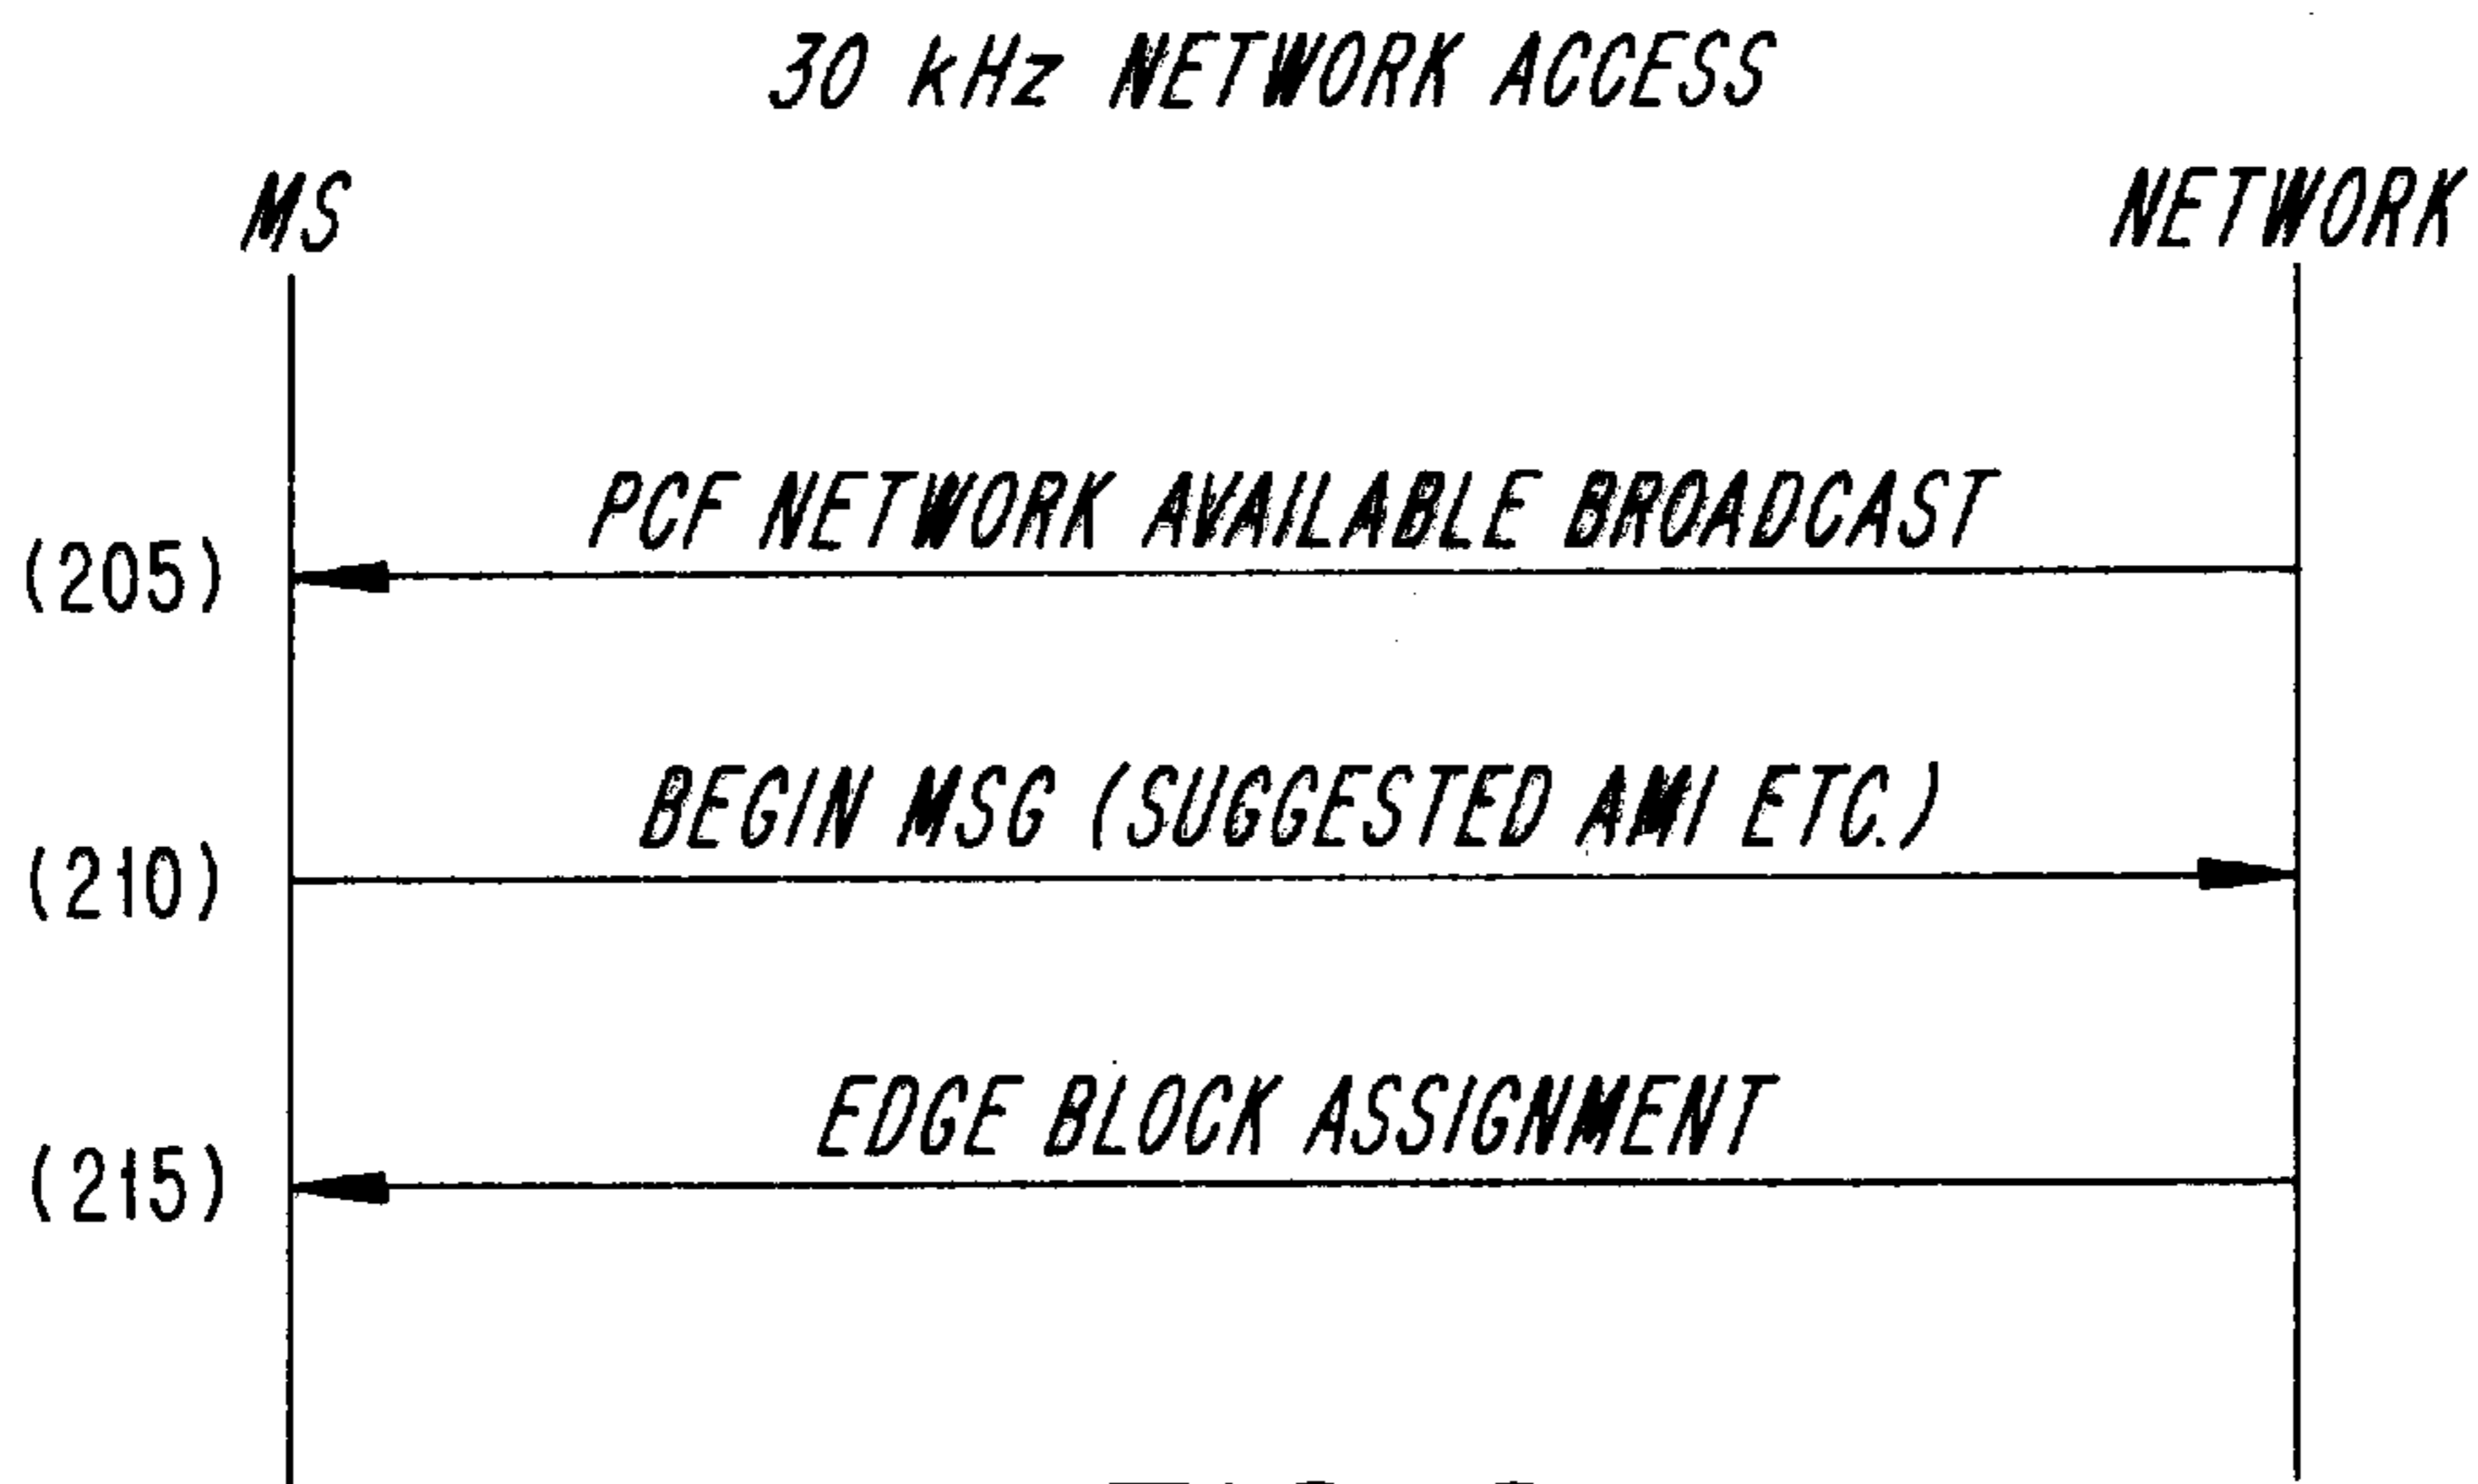 30 kHz NETWORK ACCESS
MS
NETWORK
PCF NETWORK AVAILABLE BROADCAST
(205)
BEGIN MSG (SUGGESTED AMI ETC.)
(210)
EDGE BLOCK ASSIGNMENT
(215)